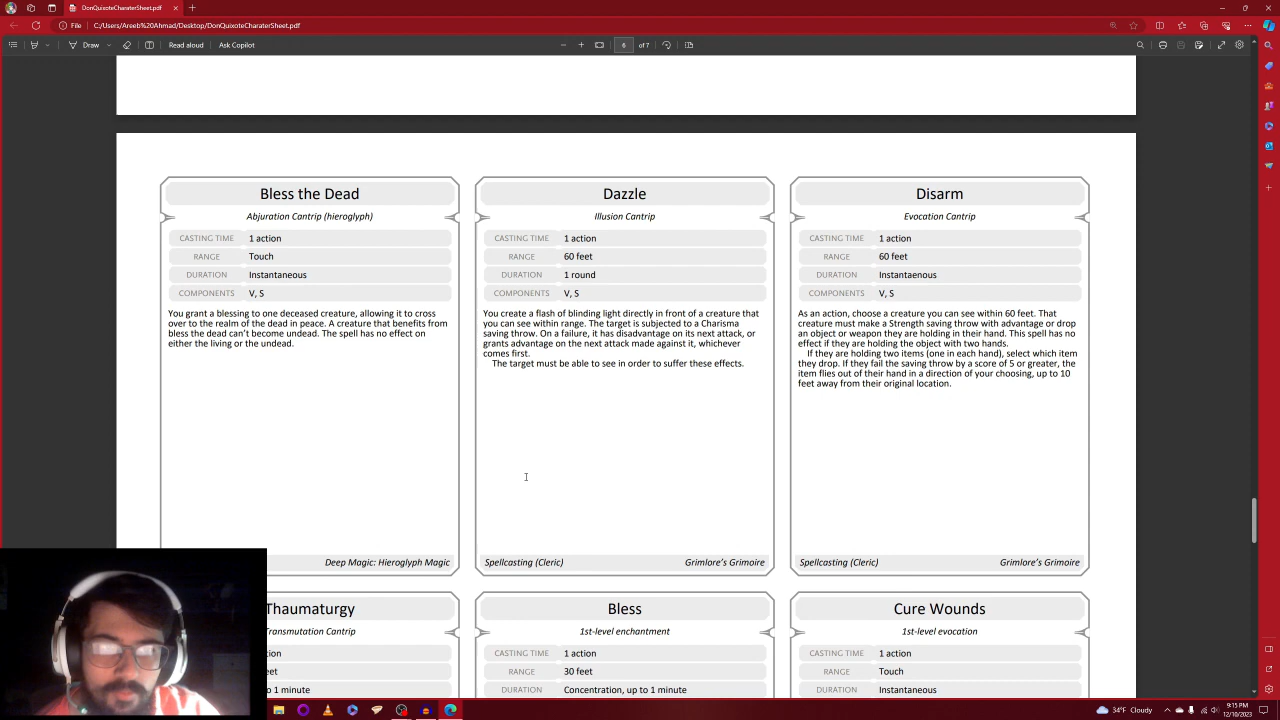 DonQuixoteCharaterSheet.pdf
File C:/Users/Areeb%20Ahmad/Desktop/DonQuixoteCharaterSheet.pdf
Draw Read aloud Ask Copilot 6 of 7
Bless the Dead
Abjuration Cantrip (hieroglyph)
CASTING TIME 1 action
RANGE Touch
DURATION Instantaneous
COMPONENTS V, S
You grant a blessing to one deceased creature, allowing it to cross
over to the realm of the dead in peace. A creature that benefits from
bless the dead can't become undead. The spell has no effect on
either the living or the undead.
Deep Magic: Hieroglyph Magic
Dazzle
Illusion Cantrip
CASTING TIME 1 action
RANGE 60 feet
DURATION 1 round
COMPONENTS V, S
You create a flash of blinding light directly in front of a creature that
you can see within range. The target is subjected to a Charisma
saving throw. On a failure, it has disadvantage on its next attack, or
grants advantage on the next attack made against it, whichever
comes first.
The target must be able to see in order to suffer these effects.
Spellcasting (Cleric) Grimlore's Grimoire
Disarm
Evocation Cantrip
CASTING TIME 1 action
RANGE 60 feet
DURATION Instantaenous
COMPONENTS V, S
As an action, choose a creature you can see within 60 feet. That
creature must make a Strength saving throw with advantage or drop
an object or weapon they are holding in their hand. This spell has no
effect if they are holding the object with two hands.
If they are holding two items (one in each hand), select which item
they drop. If they fail the saving throw by a score of 5 or greater, the
item flies out of their hand in a direction of your choosing, up to 10
feet away from their original location.
Spellcasting (Cleric) Grimlore's Grimoire
Thaumaturgy
Transmutation Cantrip
tion
eet
o 1 minute
Bless
1st-level enchantment
CASTING TIME 1 action
RANGE 30 feet
DURATION Concentration, up to 1 minute
Cure Wounds
1st-level evocation
CASTING TIME 1 action
RANGE Touch
DURATION Instantaneous
34°F Cloudy
9:15 PM
12/10/2023